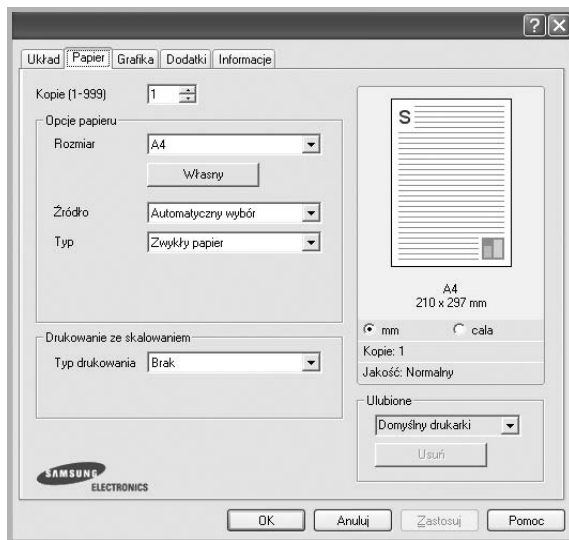 Układ Papier Grafika Dodatki Informacje
Kopie (1-999) 1
Opcje papieru
Rozmiar A4
Własny
Źródło Automatyczny wybór
Typ Zwykły papier
Drukowanie ze skalowaniem
Typ drukowania Brak
SAMSUNG
ELECTRONICS
S
A4
210 x 297 mm
mm cala
Kopie: 1
Jakość: Normalny
Ulubione
Domyślny drukarki
Usuń
OK Anuluj Zastosuj Pomoc